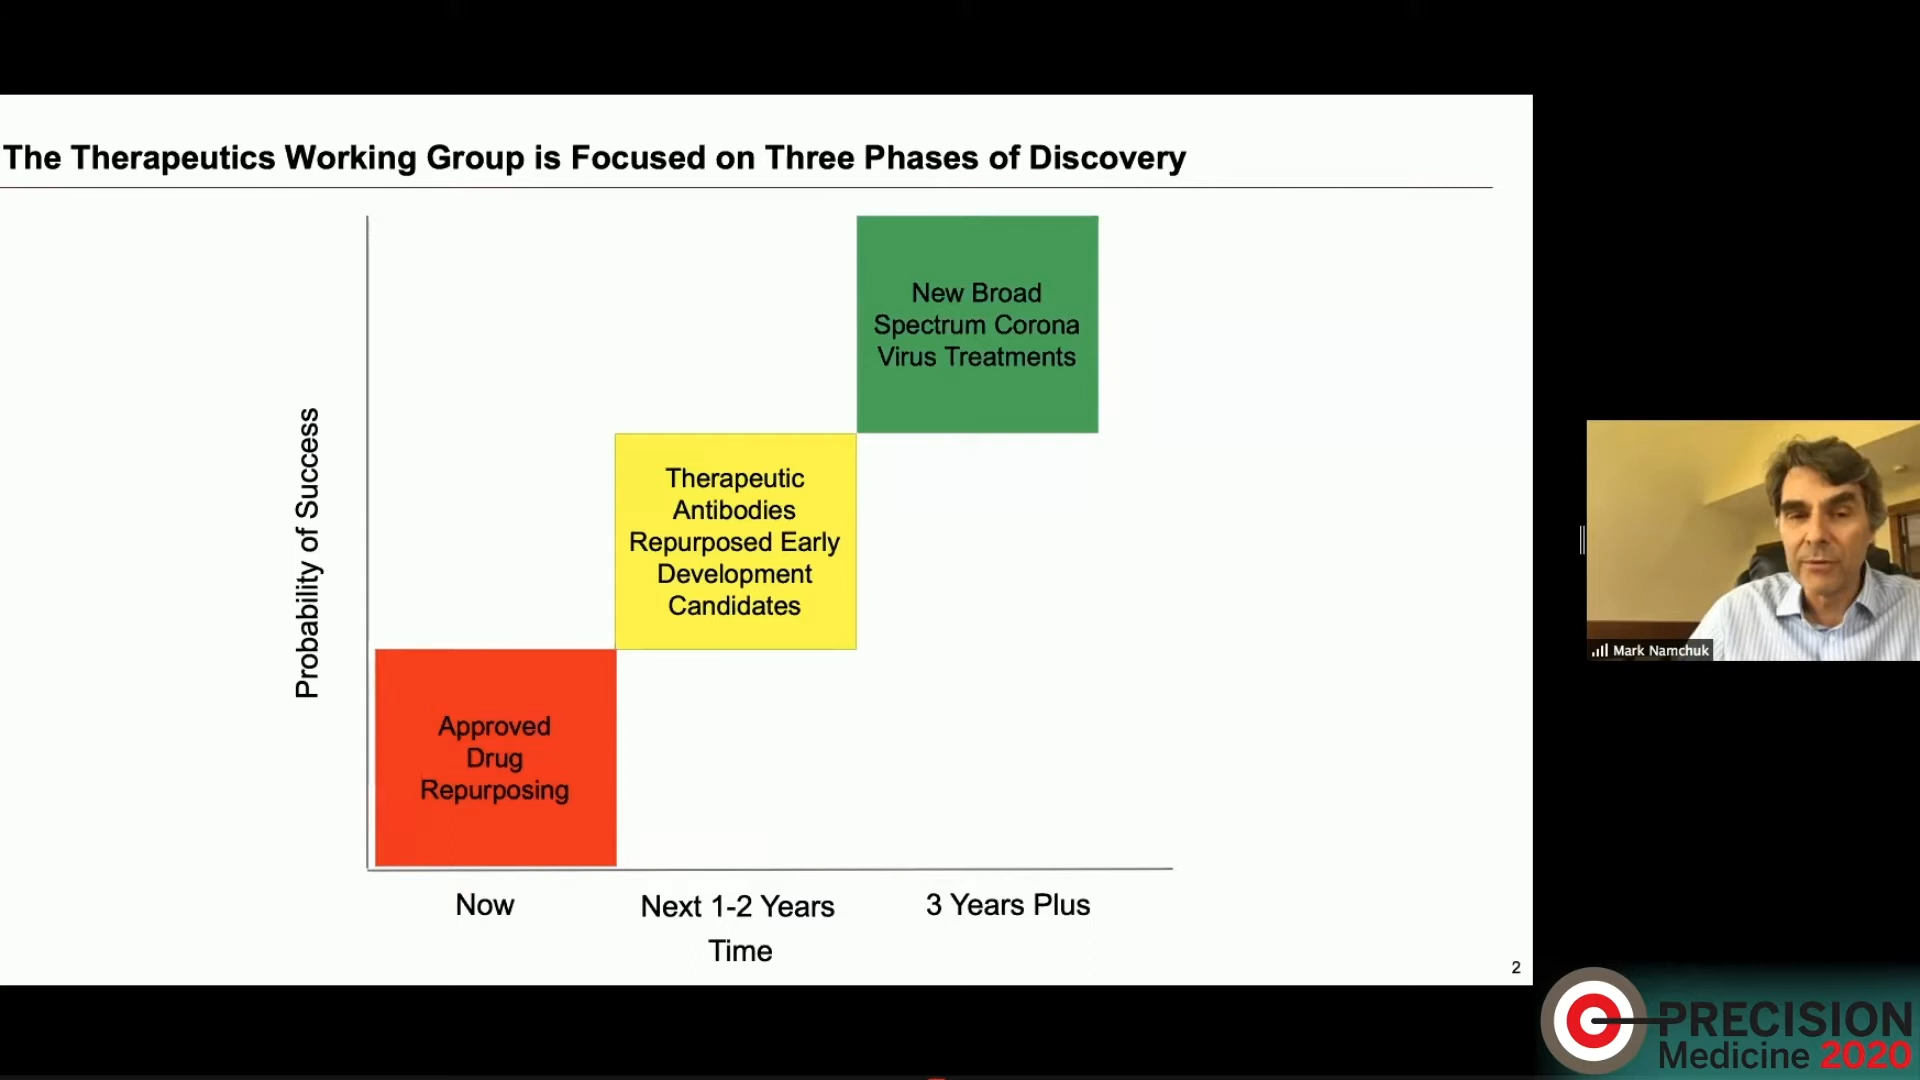 The Therapeutics Working Group is Focused on Three Phases of Discovery
New Broad
Spectrum Corona
Virus Treatments
Therapeutic
Antibodies
Repurposed Early
Development
Candidates
Approved
Drug
Repurposing
Probability of Success
Now
Next 1-2 Years
3 Years Plus
Time
2
Mark Namchuk
PRECISION
Medicine 2020